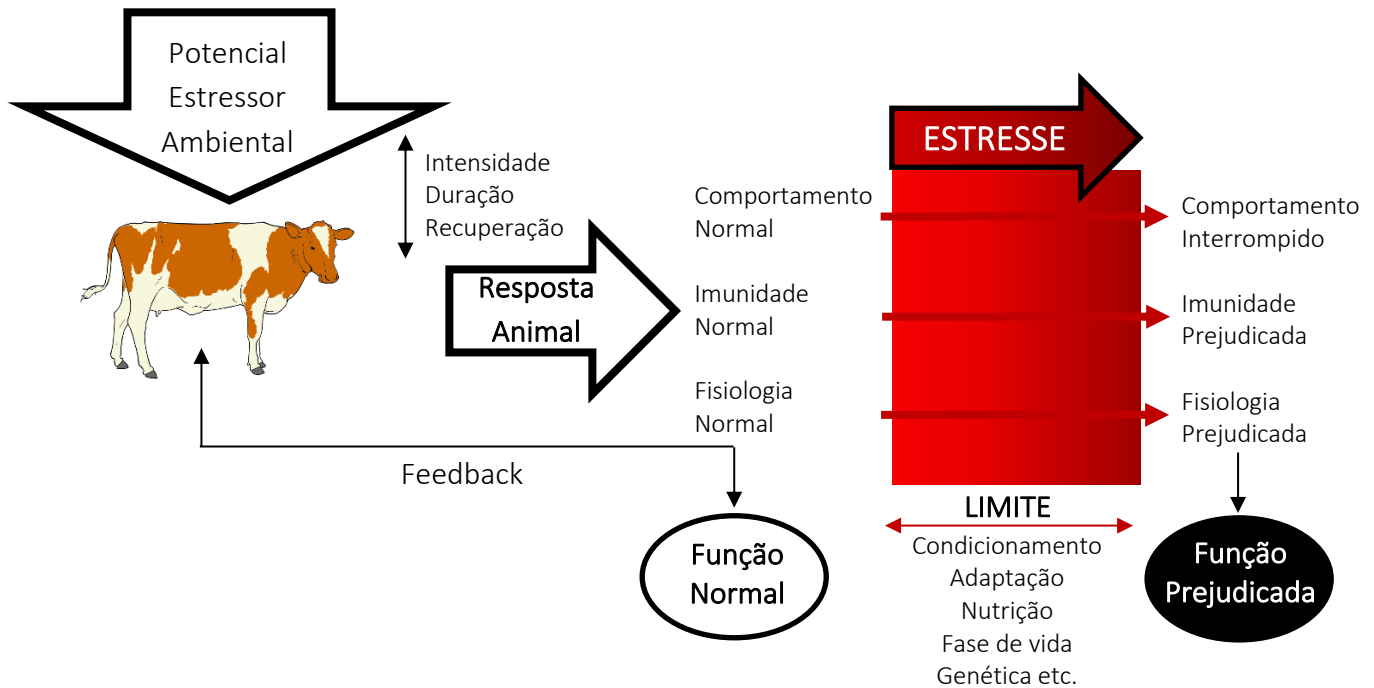 Potencial
Estressor
Ambiental
Intensidade
Duração
Recuperação
Resposta
Animal
Comportamento
Normal
Imunidade
Normal
Fisiologia
Normal
ESTRESSE
Comportamento
Interrompido
Imunidade
Prejudicada
Fisiologia
Prejudicada
Feedback
Função
Normal
LIMITE
Condicionamento
Adaptação
Nutrição
Fase de vida
Genética etc.
Função
Prejudicada